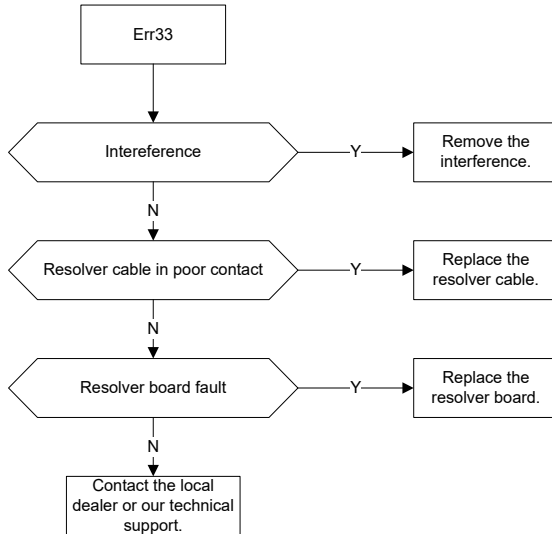 Err33
Intereference
Y
Remove the
interference.
N
Resolver cable in poor contact
Y
Replace the
resolver cable.
N
Resolver board fault
Y
Replace the
resolver board.
N
Contact the local
dealer or our technical
support.